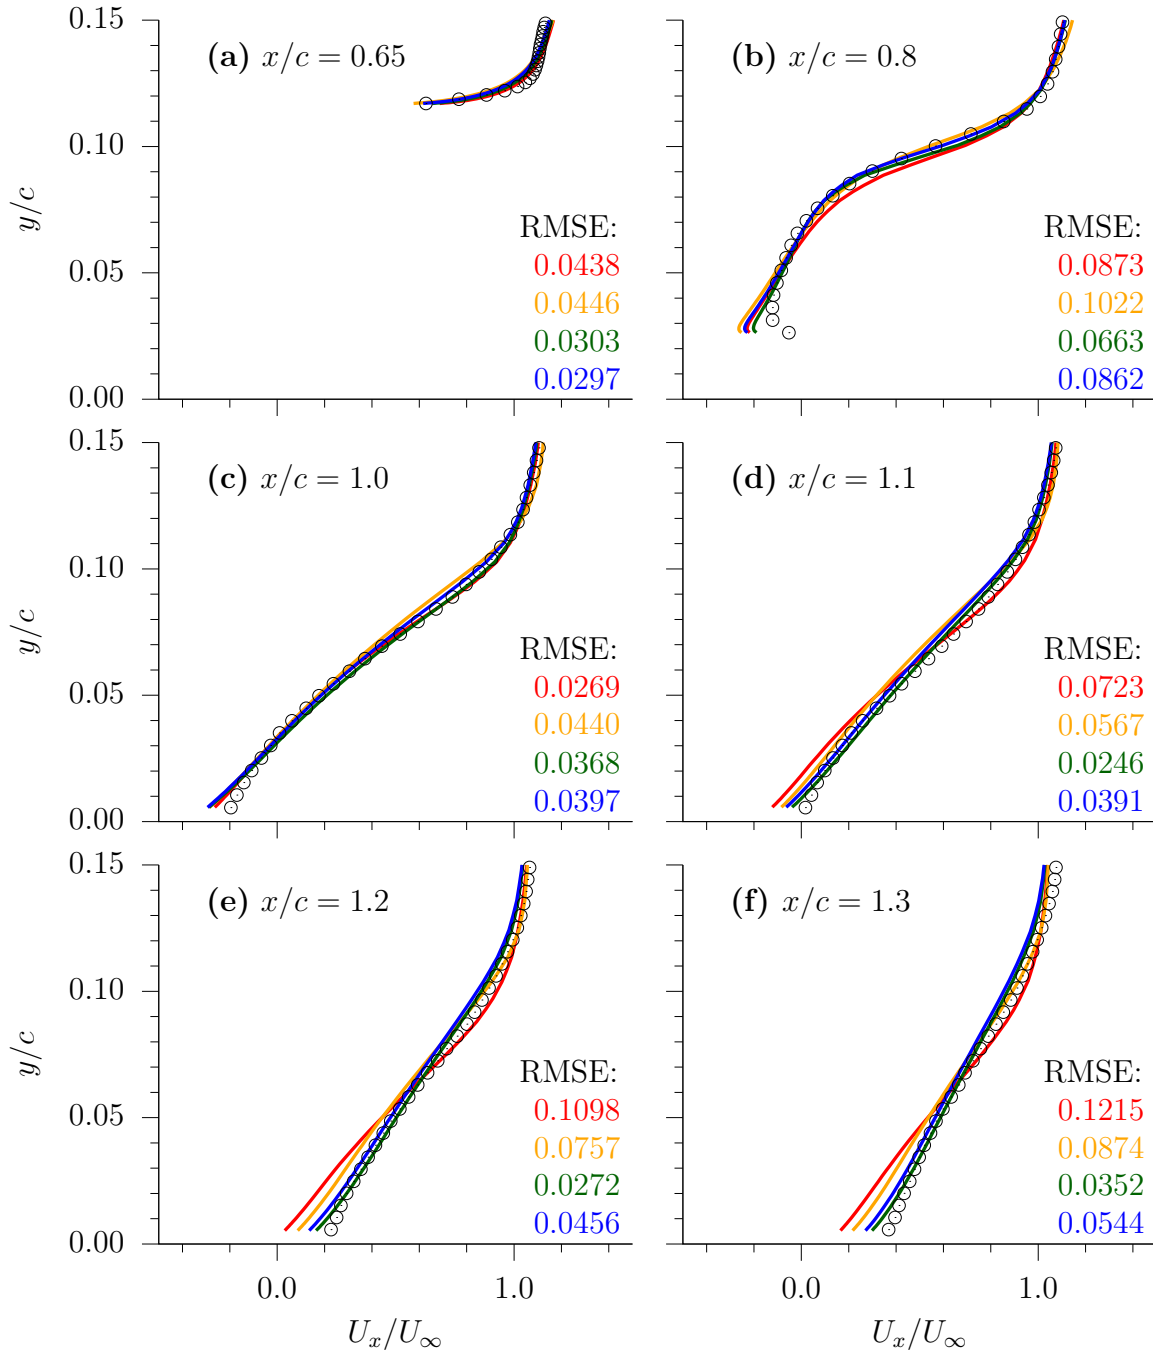 0.15
(a) x/c = 0.65
0.10
y/c
RMSE:
0.0438
0.05
0.0446
0.0303
0.0297
0.00
(b) x/c = 0.8
RMSE:
0.0873
0.1022
0.0663
0.0862
0.15
(c) x/c = 1.0
0.10
y/c
RMSE:
0.0269
0.05
0.0440
0.0368
0.0397
0.00
(d) x/c = 1.1
RMSE:
0.0723
0.0567
0.0246
0.0391
0.15
(e) x/c = 1.2
0.10
y/c
RMSE:
0.1098
0.05
0.0757
0.0272
0.0456
0.00
0.0 1.0
U_x/U_∞
(f) x/c = 1.3
RMSE:
0.1215
0.0874
0.0352
0.0544
0.0 1.0
U_x/U_∞